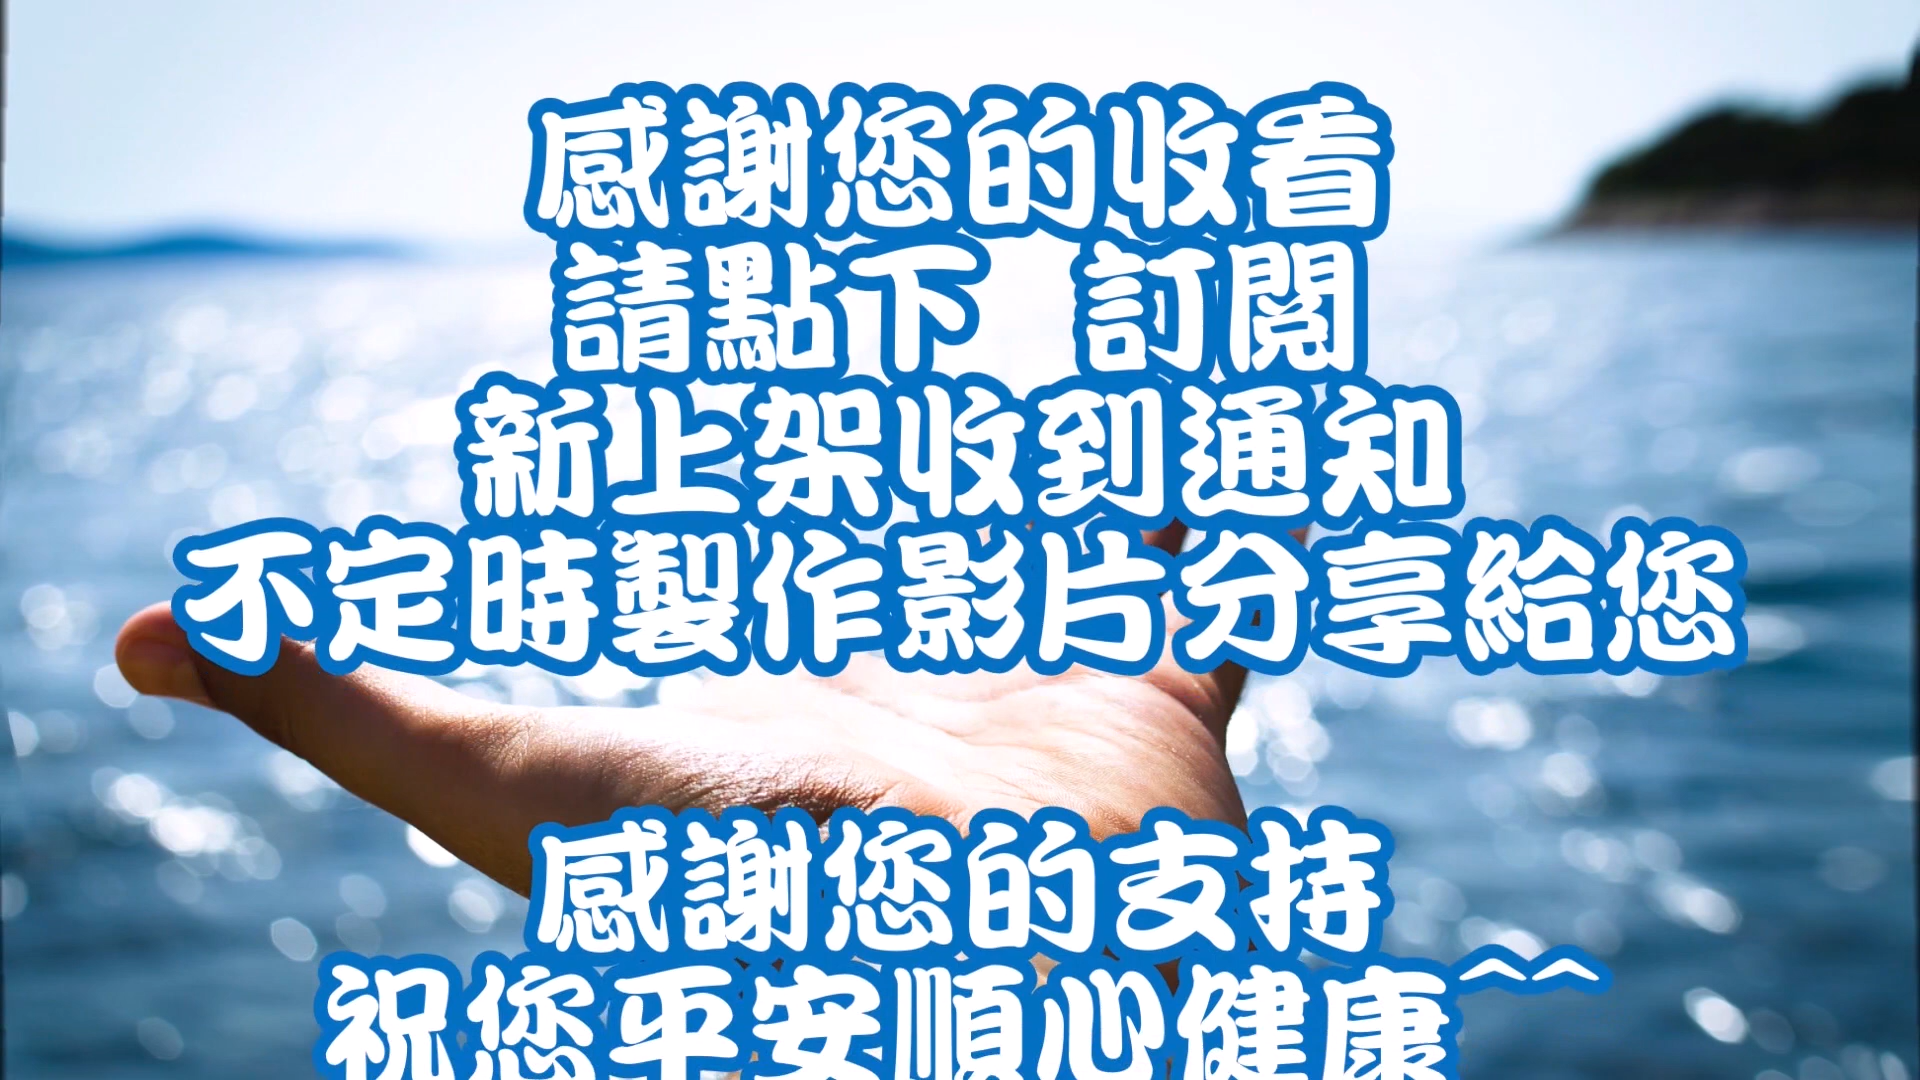 感謝您的收看
請點下 訂閱
新上架收到通知
不定時製作影片分享給您
感謝您的支持
祝您平安順心健康^^